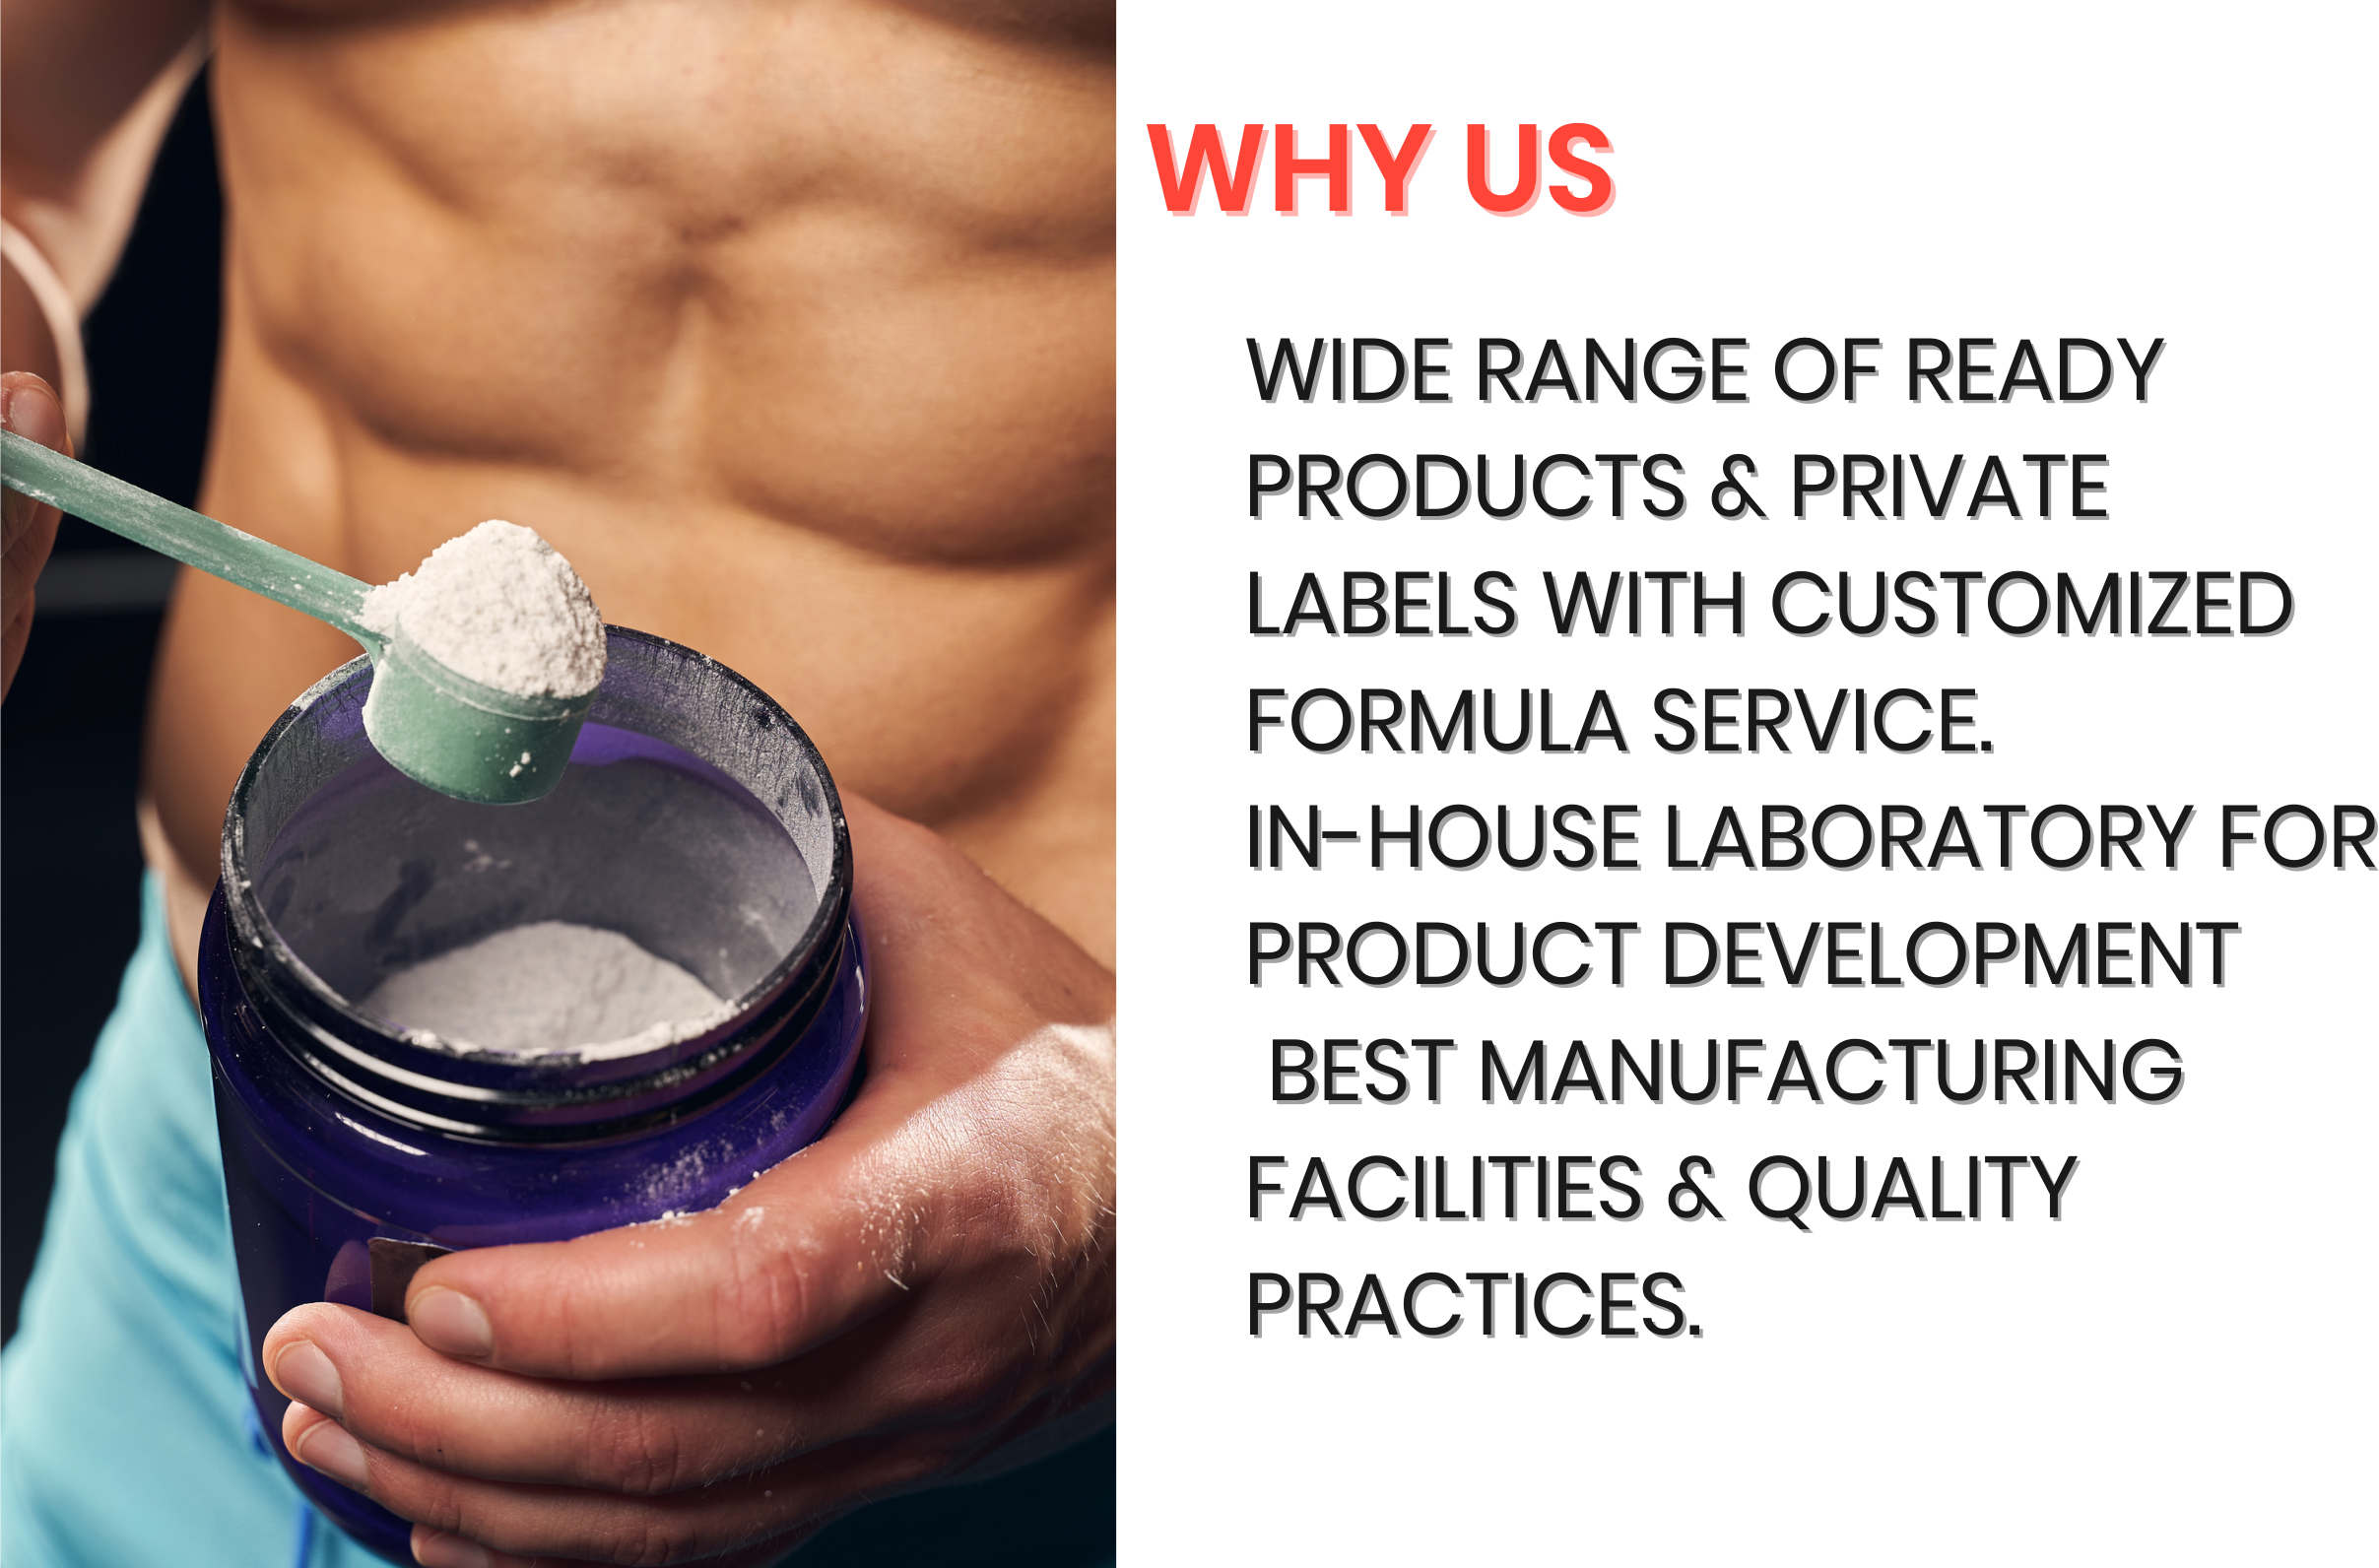 WHY US
WIDE RANGE OF READY
PRODUCTS & PRIVATE
LABELS WITH CUSTOMIZED
FORMULA SERVICE.
IN-HOUSE LABORATORY FOR
PRODUCT DEVELOPMENT
BEST MANUFACTURING
FACILITIES & QUALITY
PRACTICES.